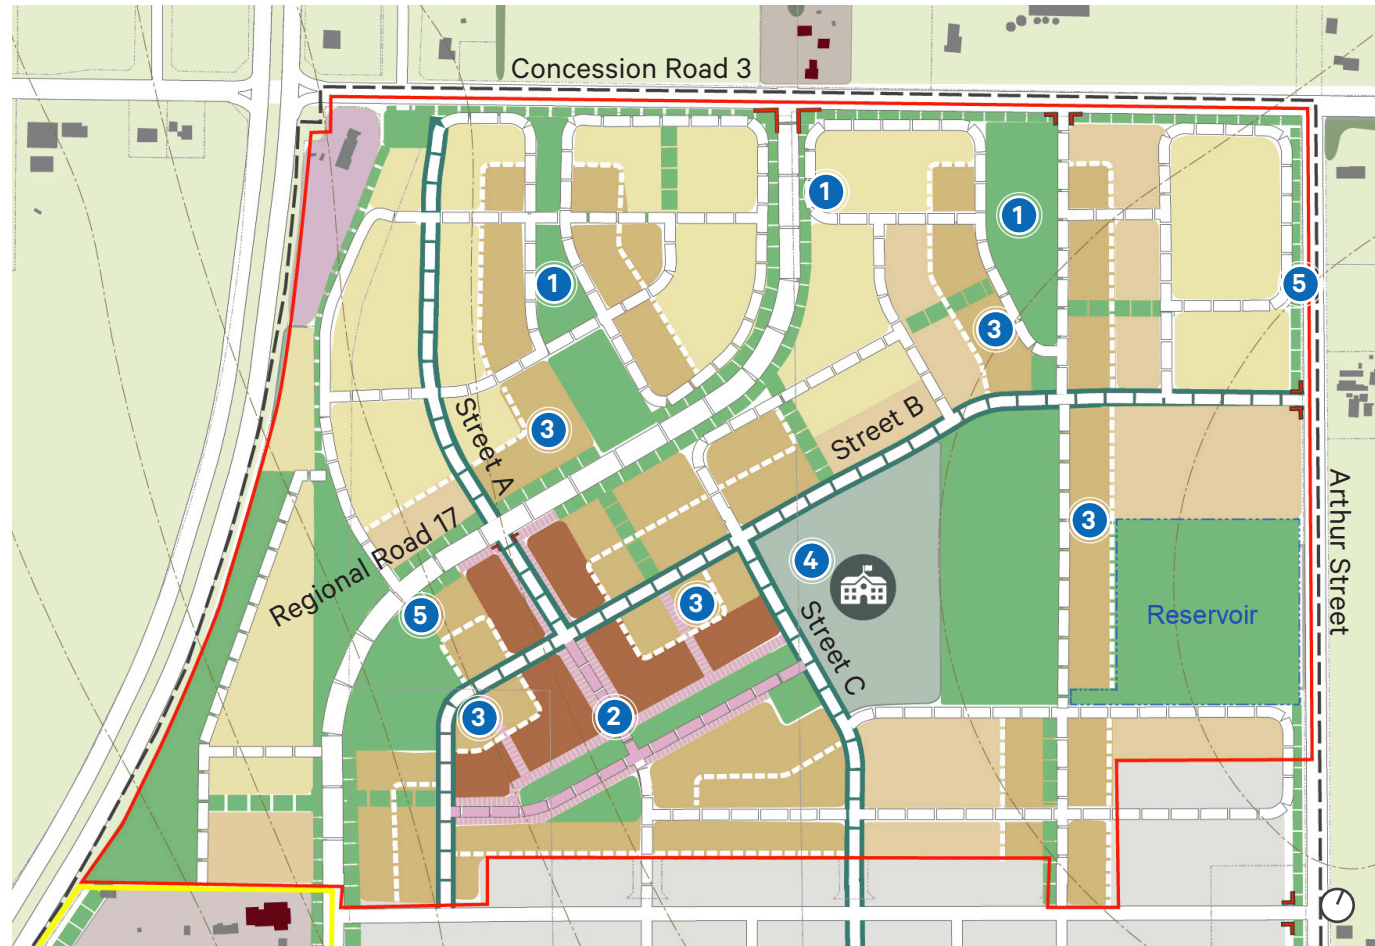 Concession Road 3
1
1
5
1
3
Street A
Street B
3
Regional Road 17
3
Arthur Street
4
5
3
Reservoir
Street C
3
2